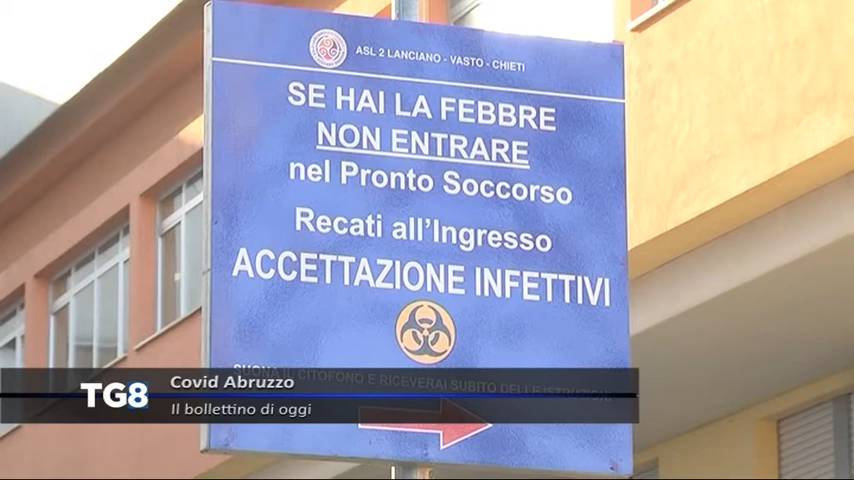 ASL 2 LANCIANO - VASTO - CHIETI
SE HAI LA FEBBRE
NON ENTRARE
nel Pronto Soccorso
Recati all'Ingresso
ACCETTAZIONE INFETTIVI
SUONA IL CITOFONO E RICEVERAI SUBITO DELLE ISTRUZIONI
TG8
Covid Abruzzo
Il bollettino di oggi